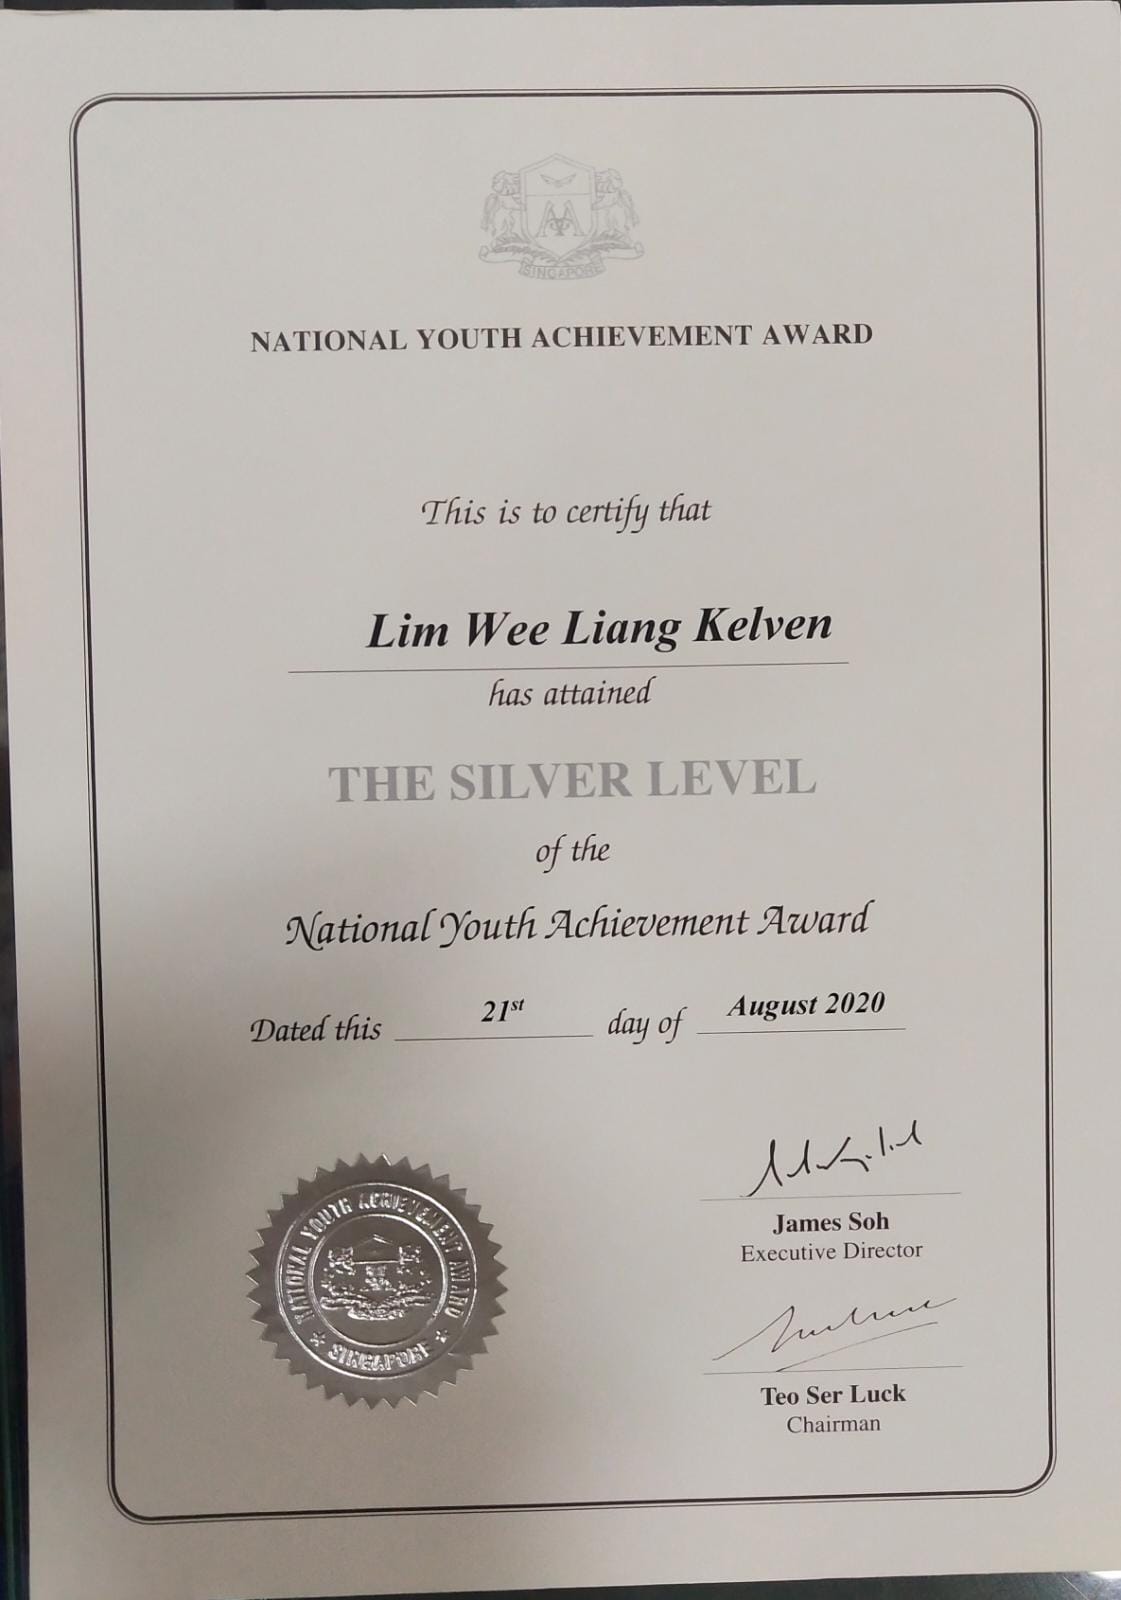 SINGAPORE
NATIONAL YOUTH ACHIEVEMENT AWARD
This is to certify that
Lim Wee Liang Kelven
has attained
THE SILVER LEVEL
of the
National Youth Achievement Award
Dated this 21st day of August 2020
NATIONAL YOUTH ACHIEVEMENT AWARD
SINGAPORE
James Soh
Executive Director
Teo Ser Luck
Chairman